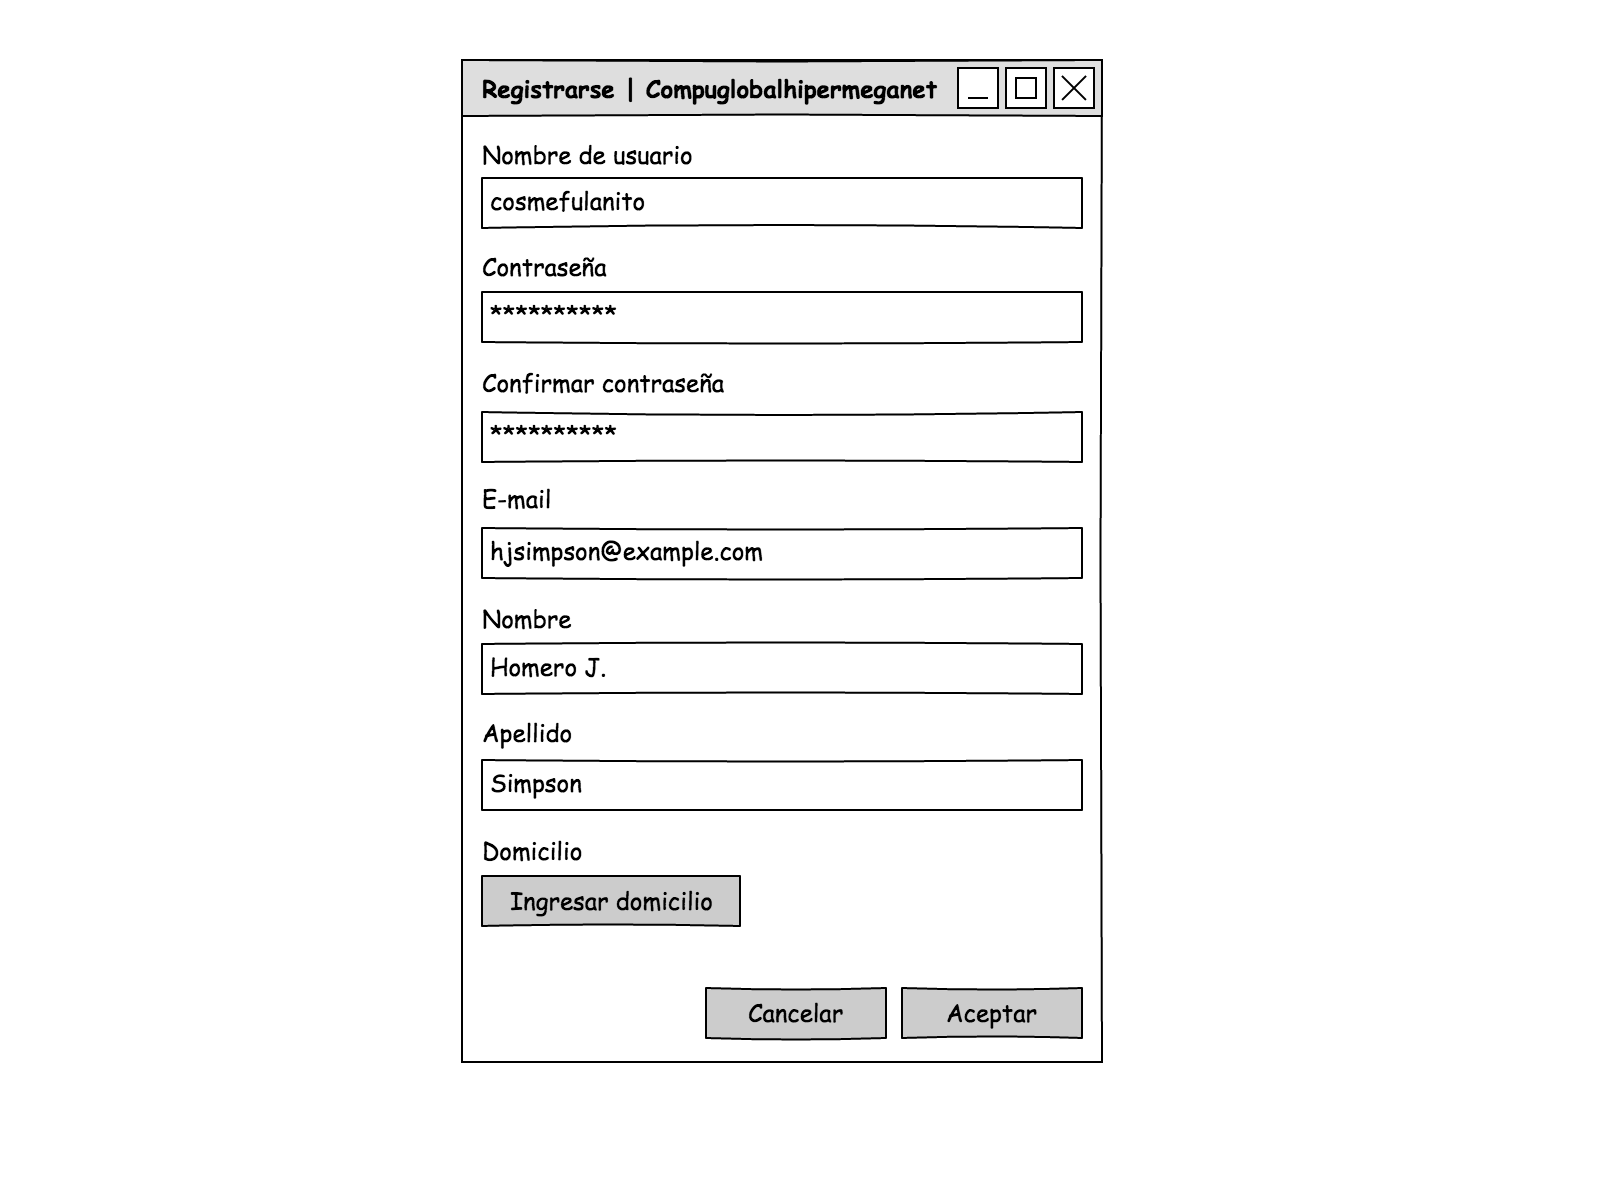 Registrarse | Compuglobalhipermeganet
Nombre de usuario
cosmefulanito
Contraseña
**********
Confirmar contraseña
**********
E-mail
hjsimpson@example.com
Nombre
Homero J.
Apellido
Simpson
Domicilio
Ingresar domicilio
Cancelar Aceptar